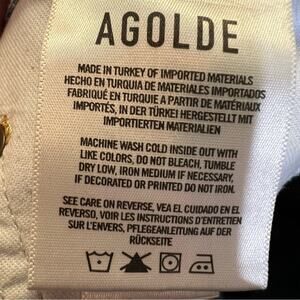 AGOLDE
MADE IN TURKEY OF IMPORTED MATERIALS
HECHO EN TURQUIA DE MATERIALES IMPORTADOS
FABRIQUÉ EN TURQUIE A PARTIR DE MATÉRIAUX
IMPORTÉS, IN DER TÜRKEI HERGESTELLT MIT
IMPORTIERTEN MATERIALIEN
MACHINE WASH COLD INSIDE OUT WITH
LIKE COLORS, DO NOT BLEACH, TUMBLE
DRY LOW, IRON MEDIUM IF NECESSARY,
IF DECORATED OR PRINTED DO NOT IRON.
SEE CARE ON REVERSE, VEA EL CUIDADO EN EL
REVERSO, VOIR LES INSTRUCTIONS D'ENTRETIEN
SUR L'ENVERS, PFLEGEANLEITUNG AUF DER
RÜCKSEITE